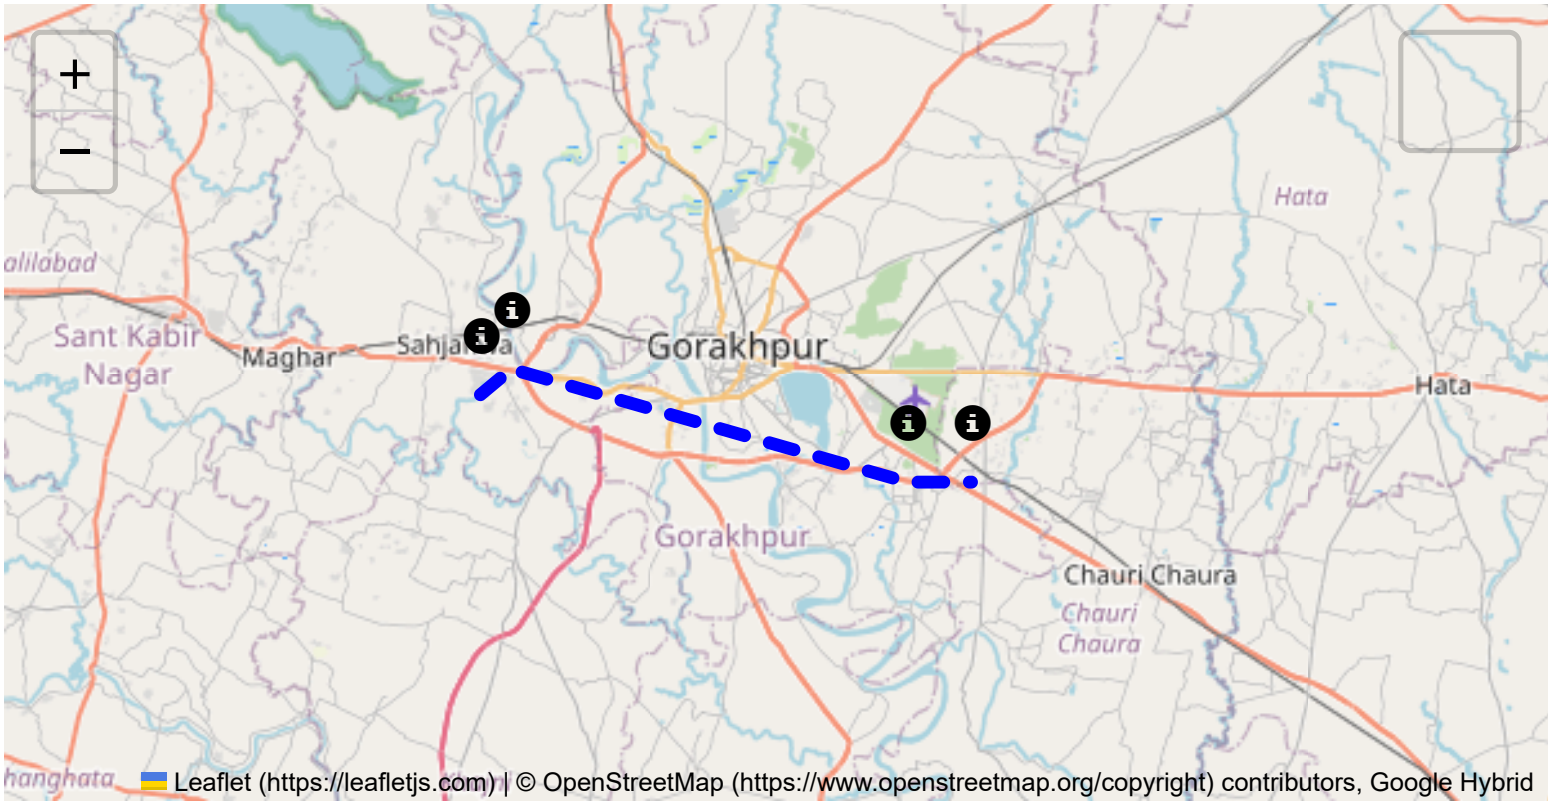 +
−
Hata
alilabad
Sant Kabir
Nagar
Maghar
Gorakhpur
Hata
Gorakhpur
Chauri Chaura
Chauri
Chaura
hanghata
Leaflet (https://leafletjs.com) | © OpenStreetMap (https://www.openstreetmap.org/copyright) contributors, Google Hybrid